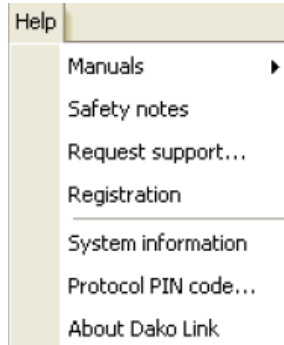 Help
Manuals
Safety notes
Request support...
Registration
System information
Protocol PIN code...
About Dako Link